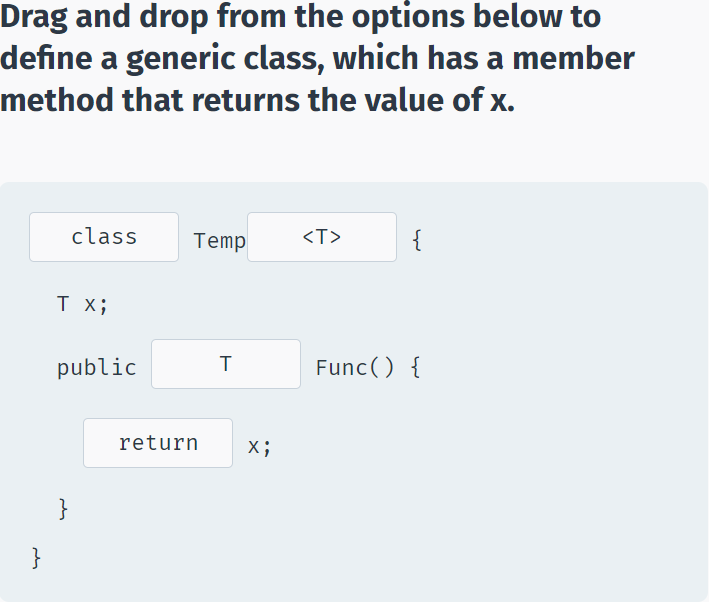 Drag and drop from the options below to
define a generic class, which has a member
method that returns the value of x.
class Temp <T> {
T x;
public T Func() {
return x;
}
}